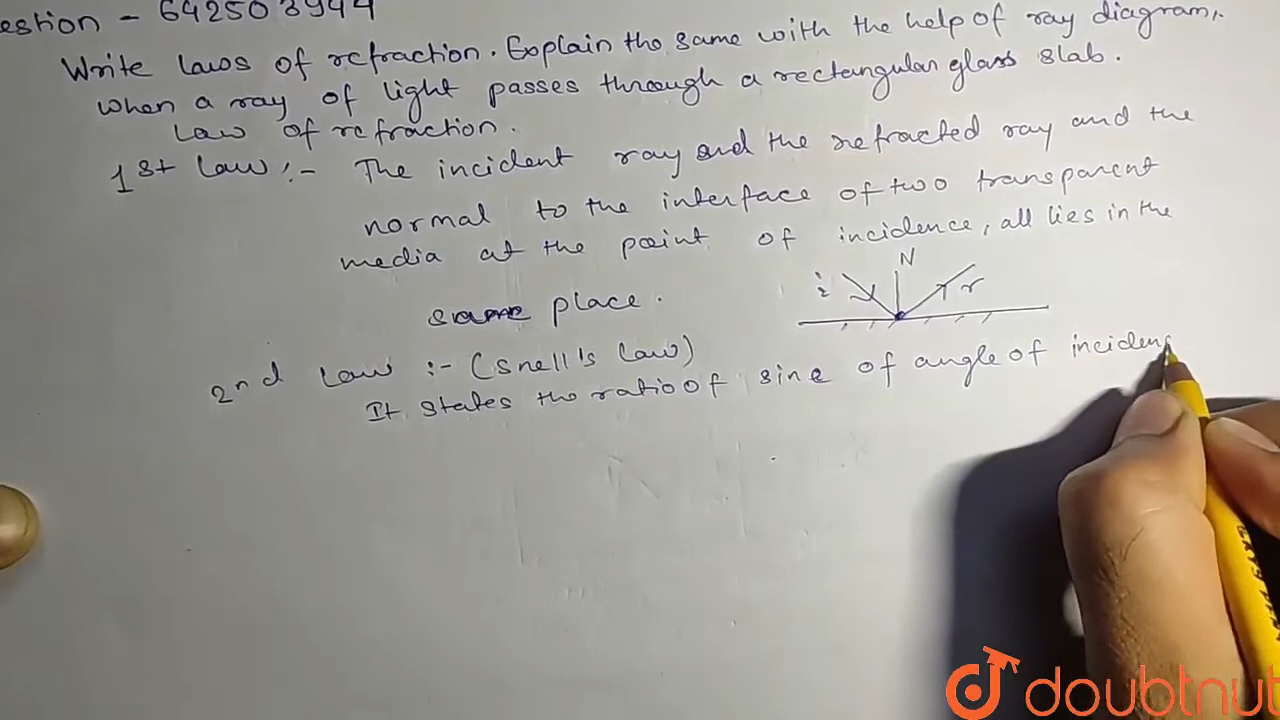 estion - 642503944
Write laws of refraction. Explain the same with the help of ray diagram,
when a ray of light passes through a rectangular glass slab.
Law of refraction.
1st Law :- The incident ray and the refracted ray and the
normal to the interface of two transparent
media at the point of incidence, all lies in the
same place.
N
i
r
2nd Law :- (Snell's Law)
It states the ratio of sine of angle of incidenc
doubtnut